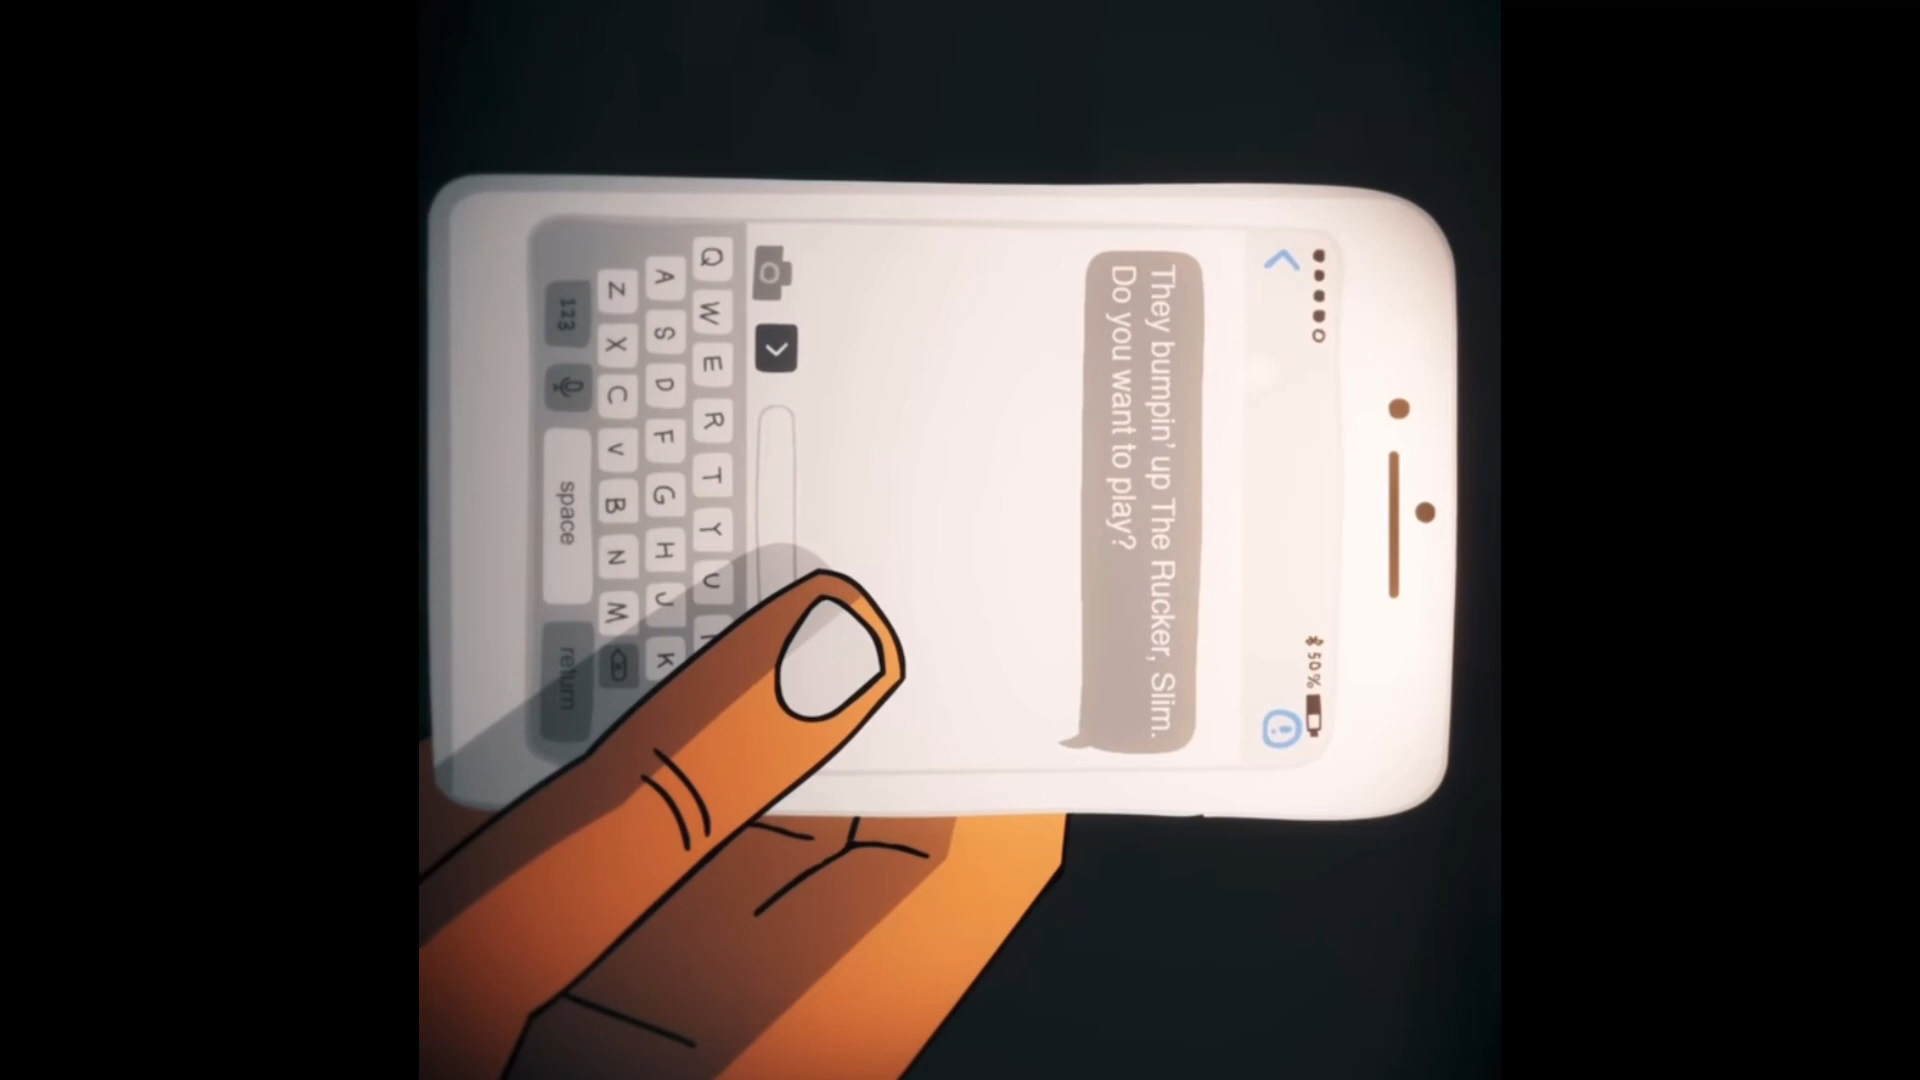 50%
They bumpin' up The Rucker, Slim.
Do you want to play?
Q W E R T Y U
A S D F G H J K
Z X C V B N M
123 space return